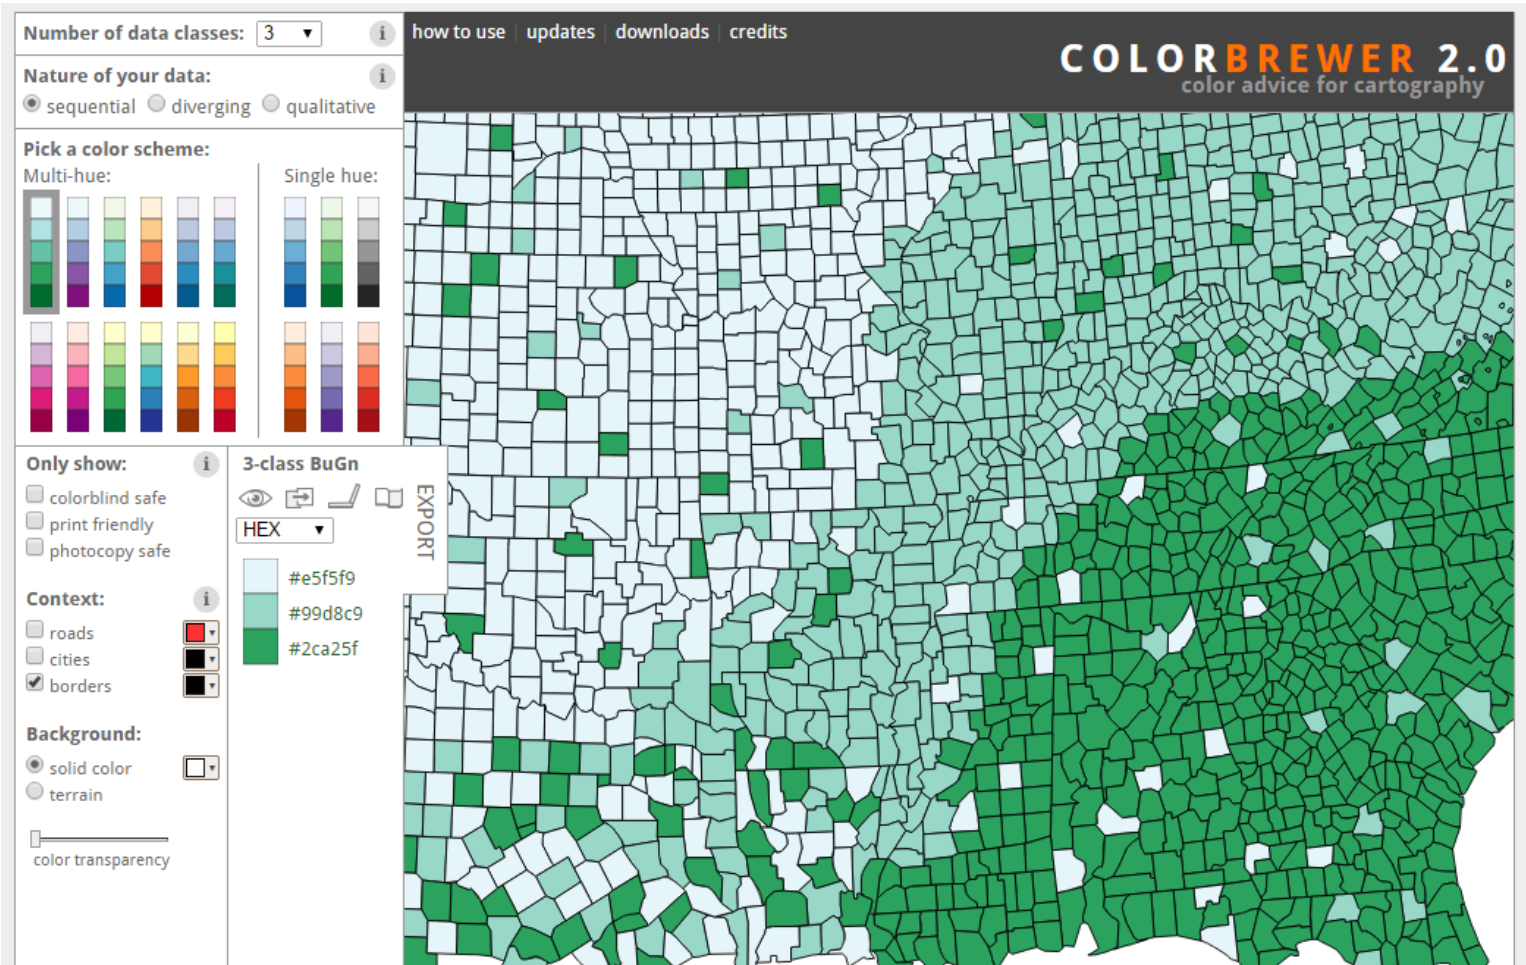 Number of data classes: 3 i
how to use | updates | downloads | credits
COLORBREWER 2.0
color advice for cartography
Nature of your data: i
sequential diverging qualitative
Pick a color scheme:
Multi-hue: Single hue:
Only show: i
colorblind safe
print friendly
photocopy safe
Context: i
roads
cities
borders
Background:
solid color
terrain
color transparency
3-class BuGn
HEX
EXPORT
#e5f5f9
#99d8c9
#2ca25f